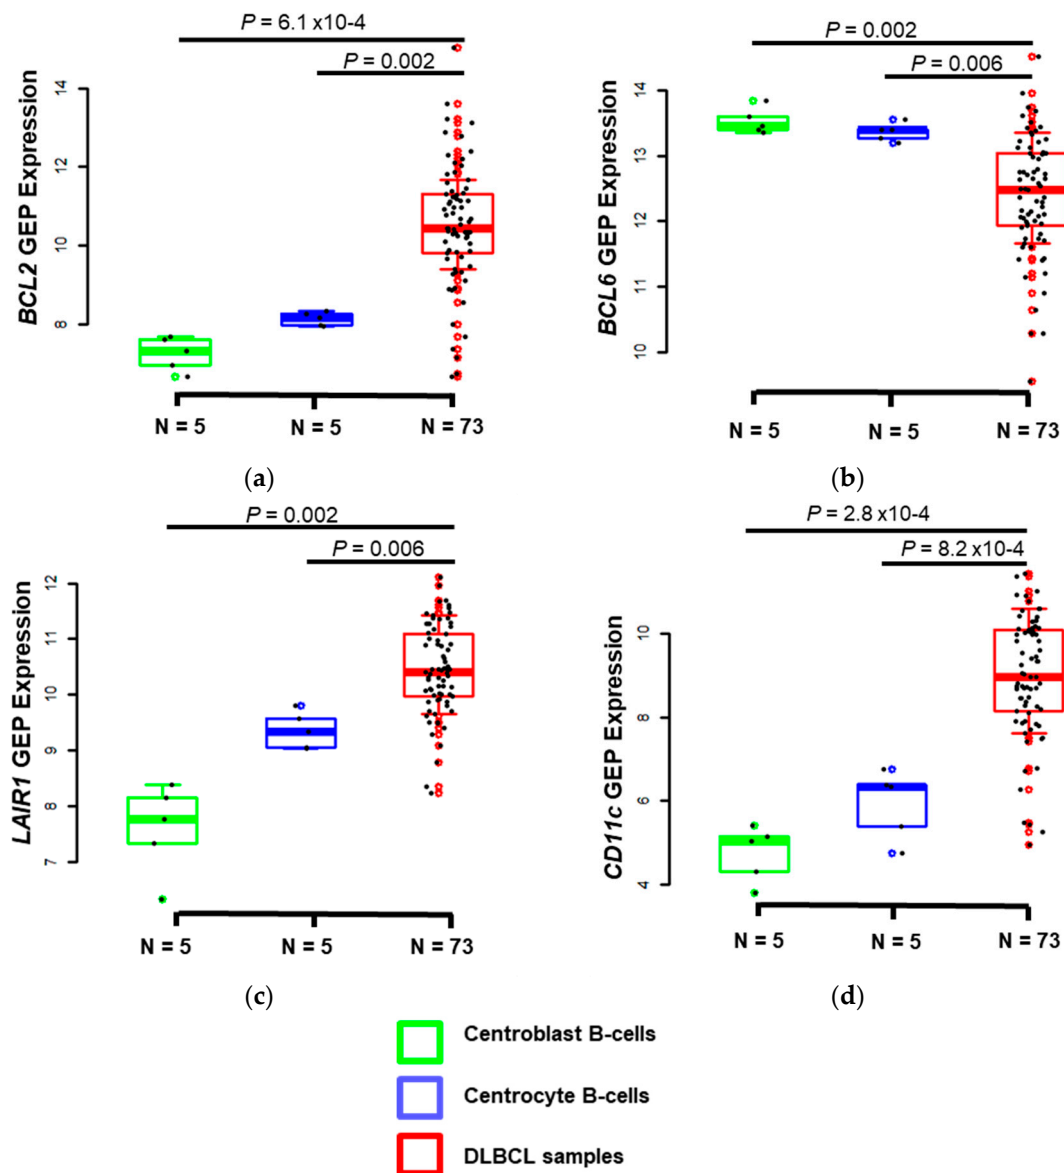 P = 6.1 x10-4
P = 0.002
BCL2 GEP Expression
14
12
10
8
N = 5
N = 5
N = 73
(a)
P = 0.002
P = 0.006
BCL6 GEP Expression
14
13
12
11
10
N = 5
N = 5
N = 73
(b)
P = 0.002
P = 0.006
LAIR1 GEP Expression
12
11
10
9
8
7
N = 5
N = 5
N = 73
(c)
P = 2.8 x10-4
P = 8.2 x10-4
CD11c GEP Expression
10
8
6
4
N = 5
N = 5
N = 73
(d)
Centroblast B-cells
Centrocyte B-cells
DLBCL samples